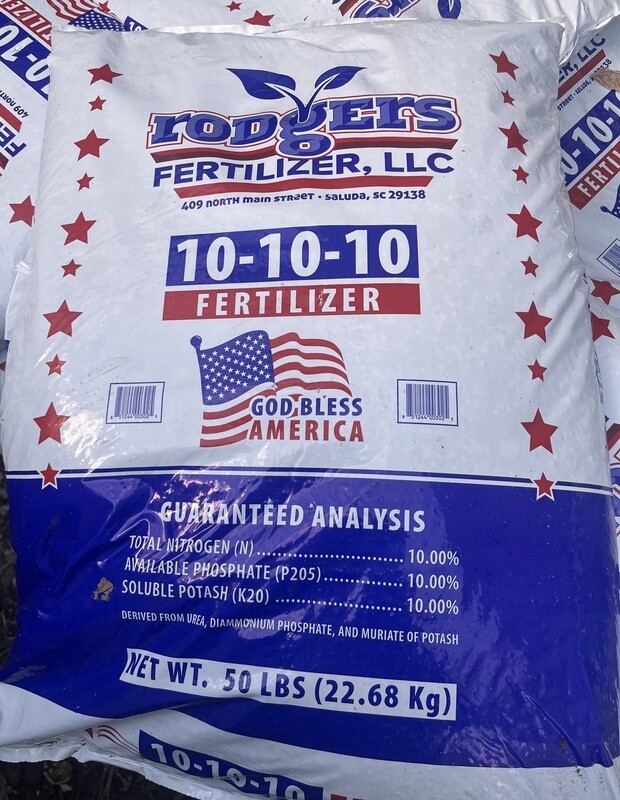 rodgers
FERTILIZER, LLC
409 NORTH MAIN STREET • SALUDA, SC 29138
10-10-10
FERTILIZER
GOD BLESS
AMERICA
GUARANTEED ANALYSIS
TOTAL NITROGEN (N)................................ 10.00%
AVAILABLE PHOSPHATE (P205)................ 10.00%
SOLUBLE POTASH (K20) ......................... 10.00%
DERIVED FROM UREA, DIAMMONIUM PHOSPHATE, AND MURIATE OF POTASH
NET WT. 50 LBS (22.68 Kg)
10-10-10